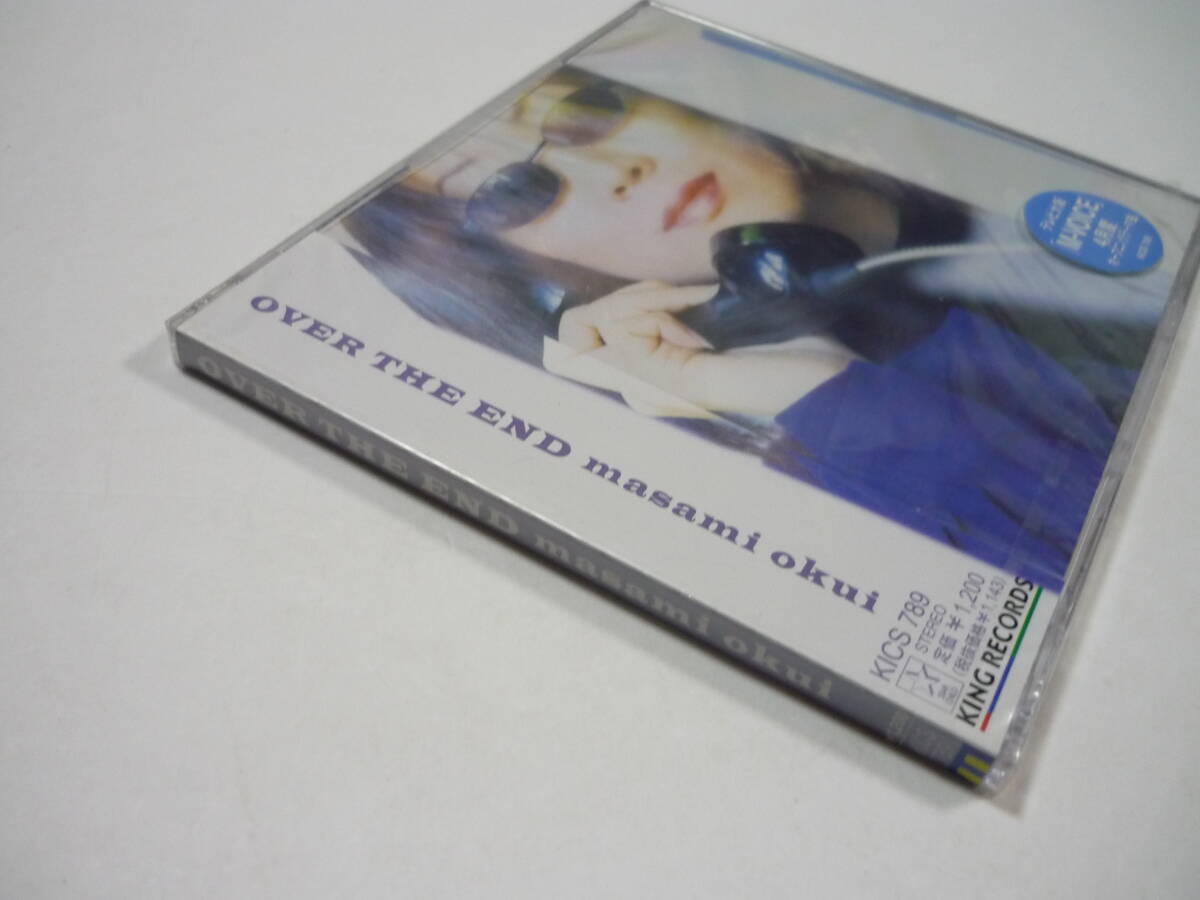 M-VOICE
OVER THE END masami okui
OVER THE END masami okui
KICS 789
STEREO
定価 ¥1,200
(税抜価格¥1,143)
KING RECORDS